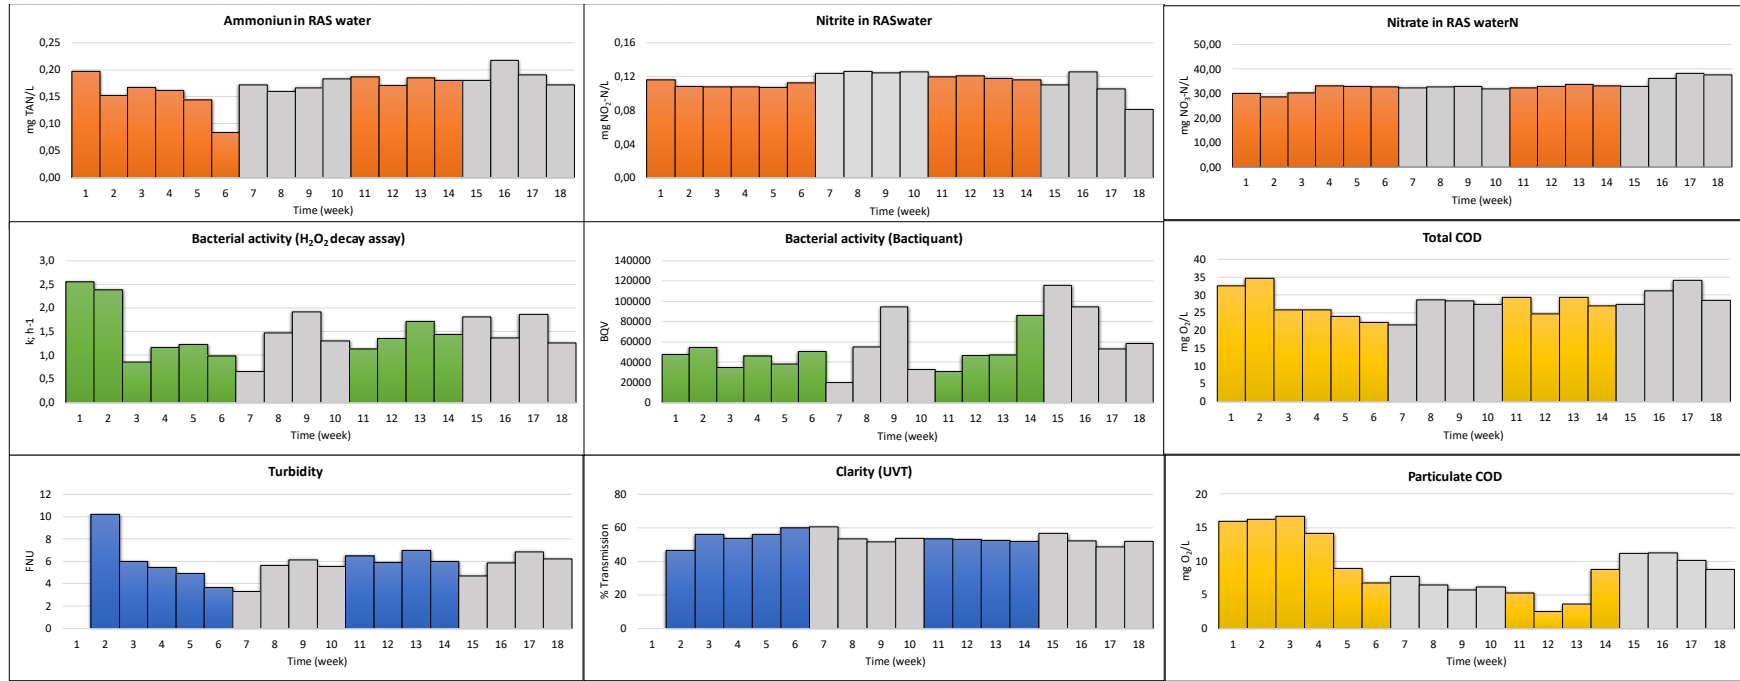 Ammoniun in RAS water
mg TAN/L
0,25
0,20
0,15
0,10
0,05
0,00
1 2 3 4 5 6 7 8 9 10 11 12 13 14 15 16 17 18
Time (week)
Nitrite in RASwater
mg NO₂-N/L
0,16
0,12
0,08
0,04
0,00
1 2 3 4 5 6 7 8 9 10 11 12 13 14 15 16 17 18
Time (week)
Nitrate in RAS waterN
mg NO₃-N/L
50,00
40,00
30,00
20,00
10,00
0,00
1 2 3 4 5 6 7 8 9 10 11 12 13 14 15 16 17 18
Time (week)
Bacterial activity (H₂O₂ decay assay)
k; h-1
3,0
2,5
2,0
1,5
1,0
0,5
0,0
1 2 3 4 5 6 7 8 9 10 11 12 13 14 15 16 17 18
Time (week)
Bacterial activity (Bactiquant)
BQV
140000
120000
100000
80000
60000
40000
20000
0
1 2 3 4 5 6 7 8 9 10 11 12 13 14 15 16 17 18
Time (week)
Total COD
mg O₂/L
40
35
30
25
20
15
10
5
0
1 2 3 4 5 6 7 8 9 10 11 12 13 14 15 16 17 18
Time (week)
Turbidity
FNU
12
10
8
6
4
2
0
1 2 3 4 5 6 7 8 9 10 11 12 13 14 15 16 17 18
Time (week)
Clarity (UVT)
% Transmission
80
60
40
20
0
1 2 3 4 5 6 7 8 9 10 11 12 13 14 15 16 17 18
Time (week)
Particulate COD
mg O₂/L
20
15
10
5
0
1 2 3 4 5 6 7 8 9 10 11 12 13 14 15 16 17 18
Time (week)